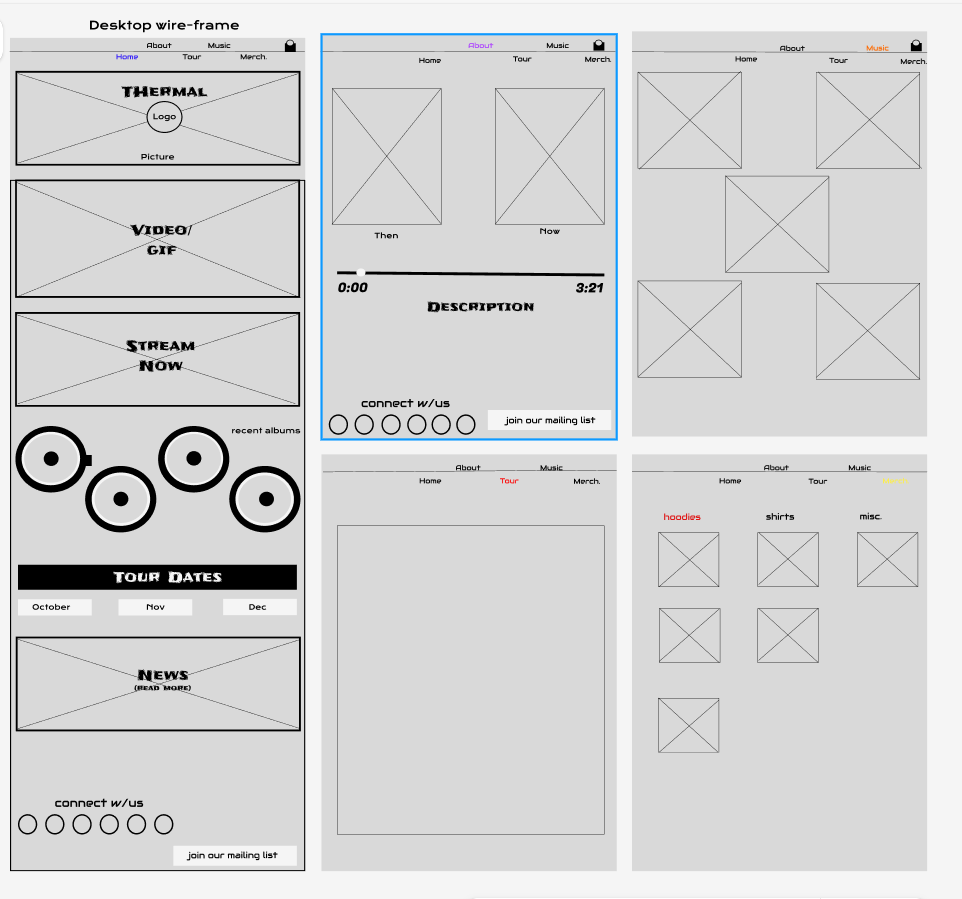 Desktop wire-frame
About Music
Home Tour Merch.
THermal
Logo
Picture
Video/
GIF
Stream
Now
recent albums
Tour Dates
October Nov Dec
News
(Read more)
connect w/us
join our mailing list
About Music
Home Tour Merch.
Then Now
0:00 3:21
Description
connect w/us
join our mailing list
About Music
Home Tour Merch.
About Music
Home Tour Merch.
About Music
Home Tour
hoodies shirts misc.